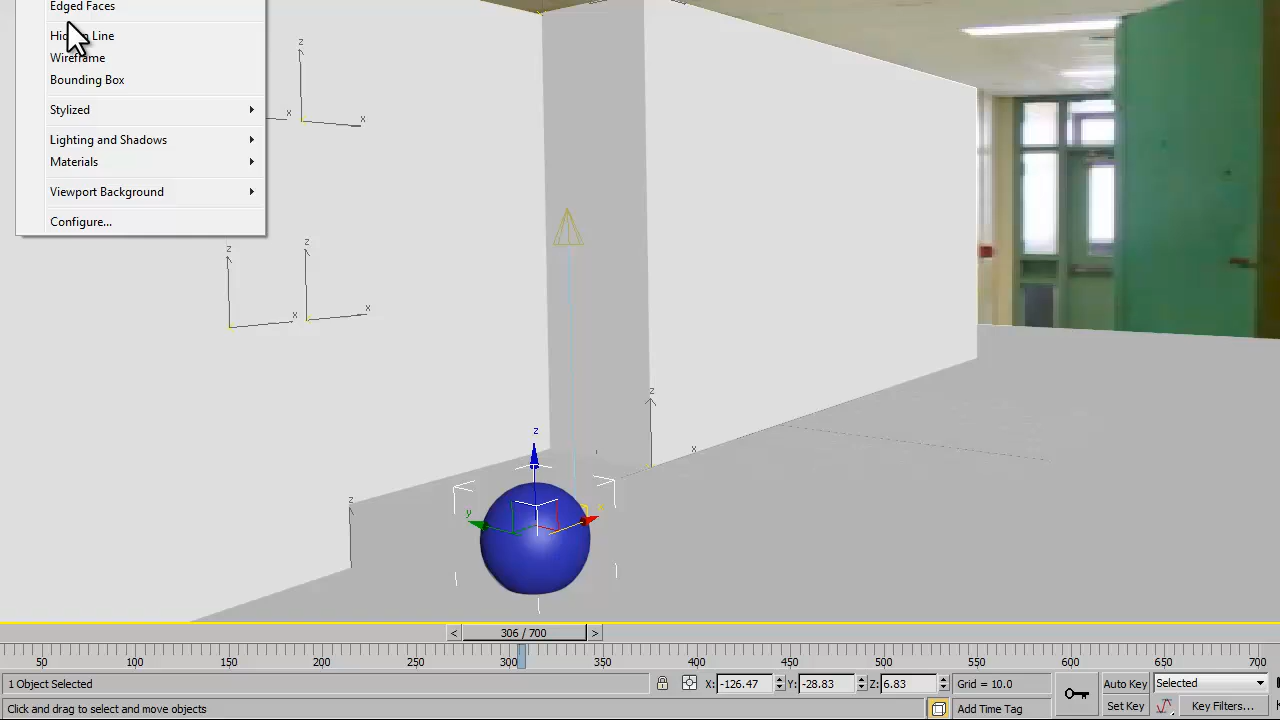 Edged Faces
Hidden Line
Wireframe
Bounding Box
Stylized
Lighting and Shadows
Materials
Viewport Background
Configure...
z
x
x
z
z
x
x
z
x
z
z
y
x
< 306 / 700 >
50 100 150 200 250 300 350 400 450 500 550 600 650 700
1 Object Selected X: -126.47 Y: -28.83 Z: 6.83 Grid = 10.0 Auto Key Selected
Click and drag to select and move objects Add Time Tag Set Key Key Filters...